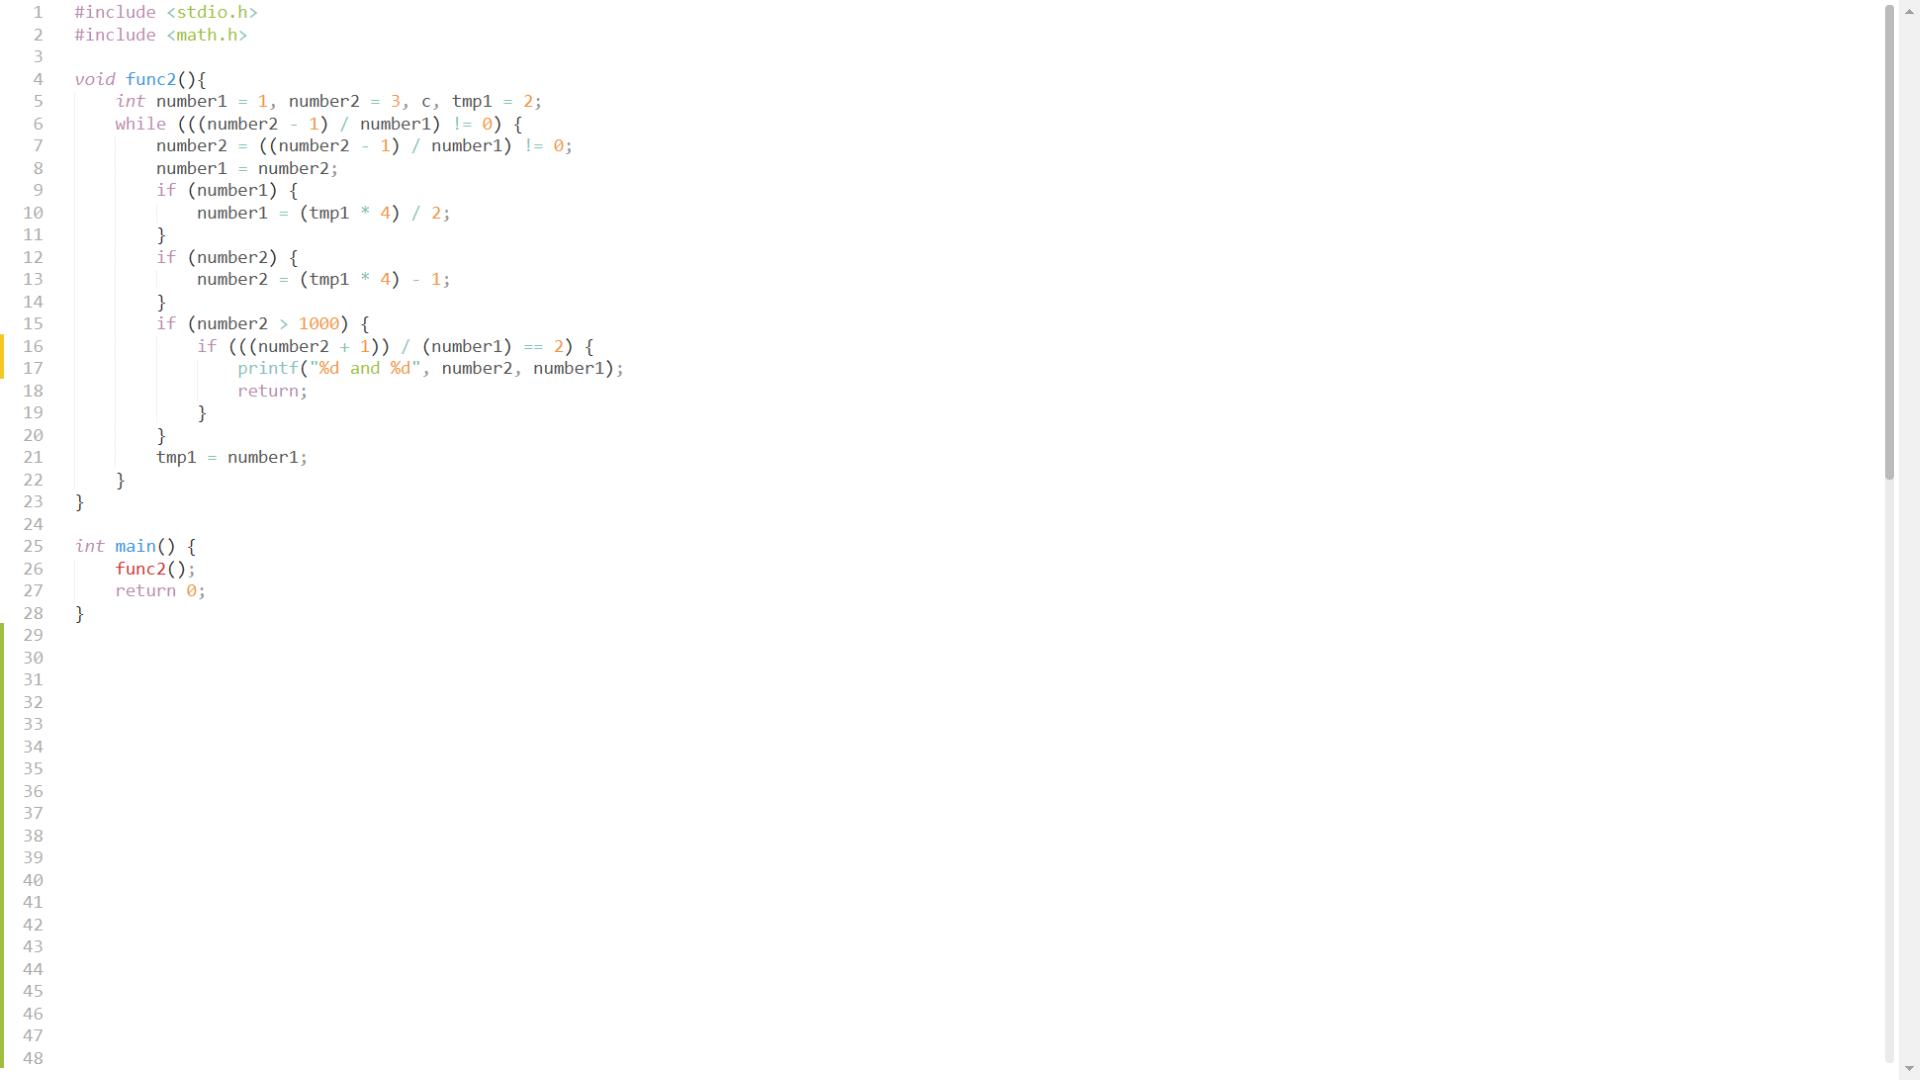 1 #include <stdio.h>
2 #include <math.h>
3
4 void func2(){
5     int number1 = 1, number2 = 3, c, tmp1 = 2;
6     while (((number2 - 1) / number1) != 0) {
7         number2 = ((number2 - 1) / number1) != 0;
8         number1 = number2;
9         if (number1) {
10             number1 = (tmp1 * 4) / 2;
11         }
12         if (number2) {
13             number2 = (tmp1 * 4) - 1;
14         }
15         if (number2 > 1000) {
16             if (((number2 + 1)) / (number1) == 2) {
17                 printf("%d and %d", number2, number1);
18                 return;
19             }
20         }
21         tmp1 = number1;
22     }
23 }
24
25 int main() {
26     func2();
27     return 0;
28 }
29
30
31
32
33
34
35
36
37
38
39
40
41
42
43
44
45
46
47
48